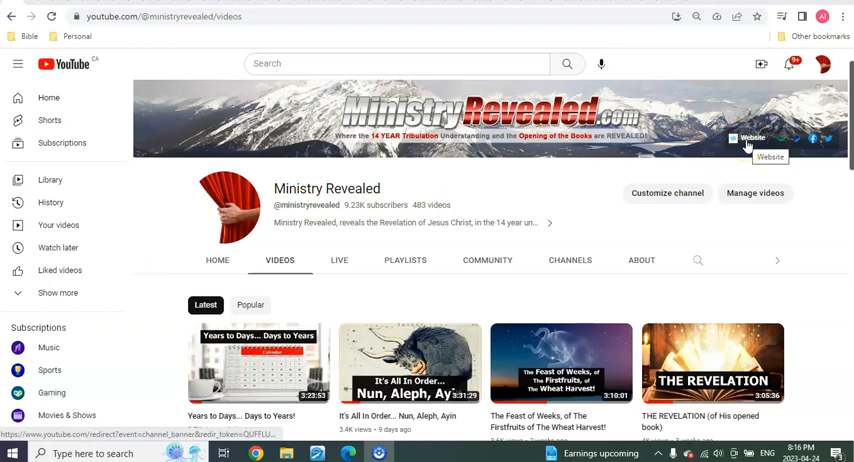 youtube.com/@ministryrevealed/videos
Bible
Personal
Other bookmarks
YouTube CA
Search
9+
AI
Home
Shorts
Subscriptions
Library
History
Your videos
Watch later
Liked videos
Show more
Subscriptions
Music
Sports
Gaming
Movies & Shows
MinistryRevealed.com
Where the 14 YEAR Tribulation Understanding and the Opening of the Books are REVEALED!
Website
Website
Ministry Revealed
@ministryrevealed 9.23K subscribers 483 videos
Ministry Revealed, reveals the Revelation of Jesus Christ, in the 14 year un...
Customize channel
Manage videos
HOME
VIDEOS
LIVE
PLAYLISTS
COMMUNITY
CHANNELS
ABOUT
Latest
Popular
Years to Days... Days to Years
Calendar
3:23:53
It's All In Order...
Nun, Aleph, Ayin
3:31:29
The Feast of Weeks, of
The Firstfruits, of
The Wheat Harvest!
3:10:01
THE REVELATION
3:05:36
Years to Days... Days to Years!
It's All In Order... Nun, Aleph, Ayin
3.4K views • 9 days ago
The Feast of Weeks, of The
Firstfruits of The Wheat Harvest!
THE REVELATION (of His opened
book)
https://www.youtube.com/redirect?event=channel_banner&redir_token=QUFFLU...
Type here to search
Earnings upcoming
ENG
8:16 PM
2023-04-24